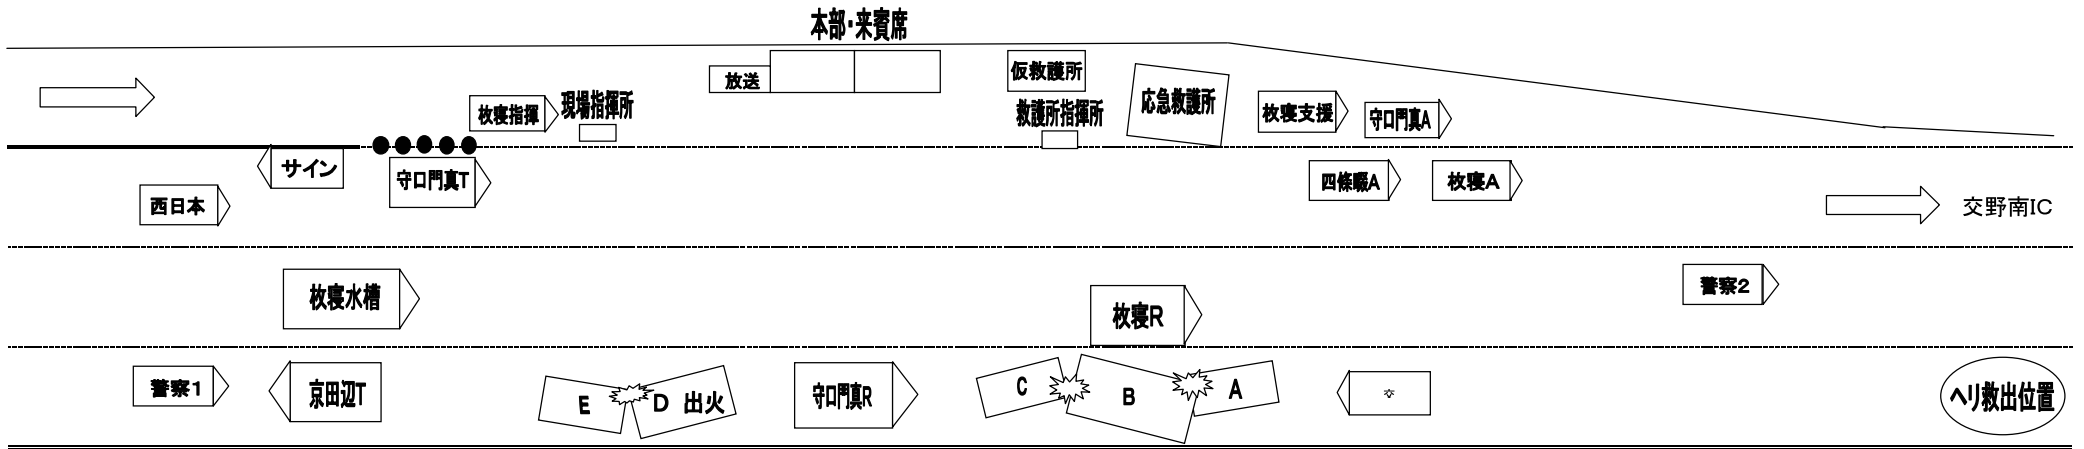 本部・来賓席
放送
仮救護所
枚寝指揮
現場指揮所
救護所指揮所
応急救護所
枚寝支援
守口門真A
サイン
守口門真T
西日本
四條畷A
枚寝A
交野南IC
枚寝水槽
枚寝R
警察2
警察1
京田辺T
E
D 出火
守口門真R
C
B
A
ヘリ救出位置